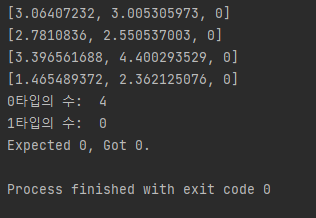 [3.06407232, 3.005305973, 0]
[2.7810836, 2.550537003, 0]
[3.396561688, 4.400293529, 0]
[1.465489372, 2.362125076, 0]
0타입의 수:  4
1타입의 수:  0
Expected 0, Got 0.
Process finished with exit code 0